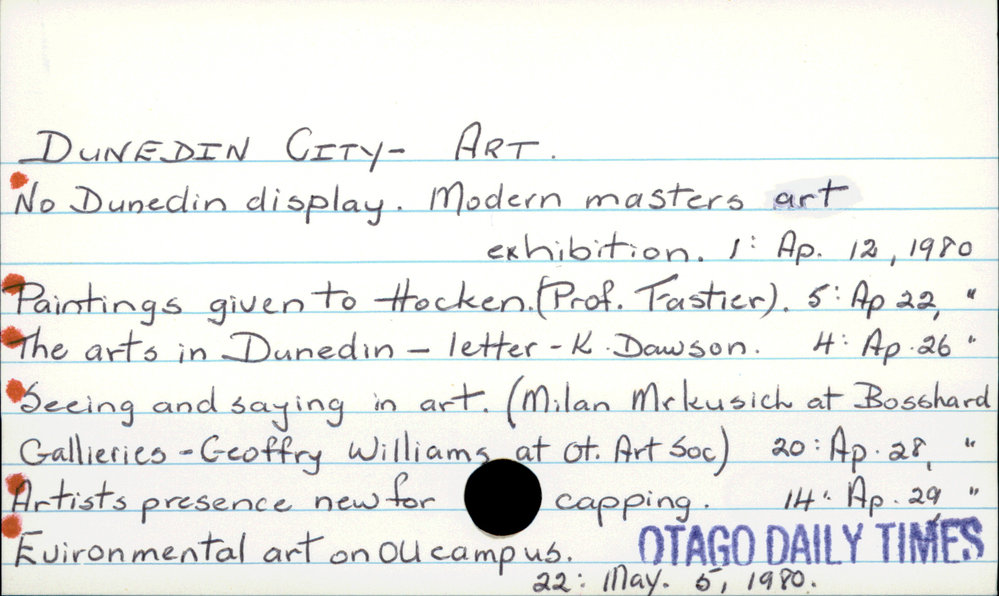 DUNEDIN CITY- ART.
No Dunedin display. Modern masters art
exhibition. 1: Ap. 12, 1980
Paintings given to Hocken. (Prof. Trastier). 5: Ap 22, "
The arts in Dunedin - letter - K. Dawson. 4: Ap. 26 "
Seeing and saying in art. (Milan Mrkusich at Bosshard
Gallieries - Geoffry Williams at Ot. Art Soc) 20: Ap. 28, "
Artists presence new for capping. 14: Ap. 29, "
Euironmental art on OU campus. OTAGO DAILY TIMES
22: May. 5, 1980.